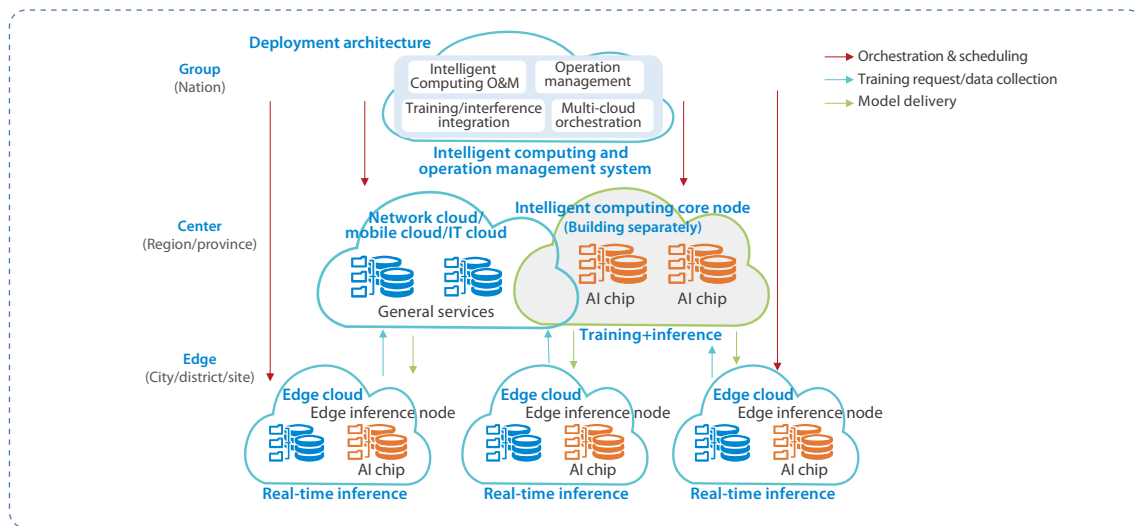 Deployment architecture
Group
(Nation)
Intelligent
Computing O&M
Operation
management
Training/interference
integration
Multi-cloud
orchestration
Intelligent computing and
operation management system
Orchestration & scheduling
Training request/data collection
Model delivery
Center
(Region/province)
Network cloud/
mobile cloud/IT cloud
General services
Intelligent computing core node
(Building separately)
AI chip
AI chip
Training+inference
Edge
(City/district/site)
Edge cloud
Edge inference node
AI chip
Real-time inference
Edge cloud
Edge inference node
AI chip
Real-time inference
Edge cloud
Edge inference node
AI chip
Real-time inference